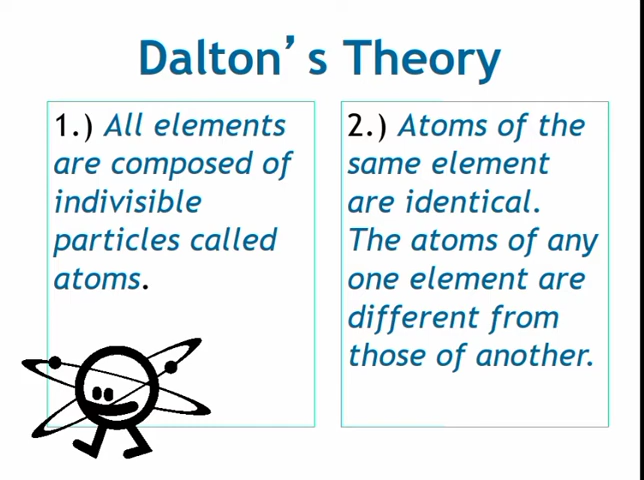 Dalton’s Theory
1.) All elements
are composed of
indivisible
particles called
atoms.
2.) Atoms of the
same element
are identical.
The atoms of any
one element are
different from
those of another.